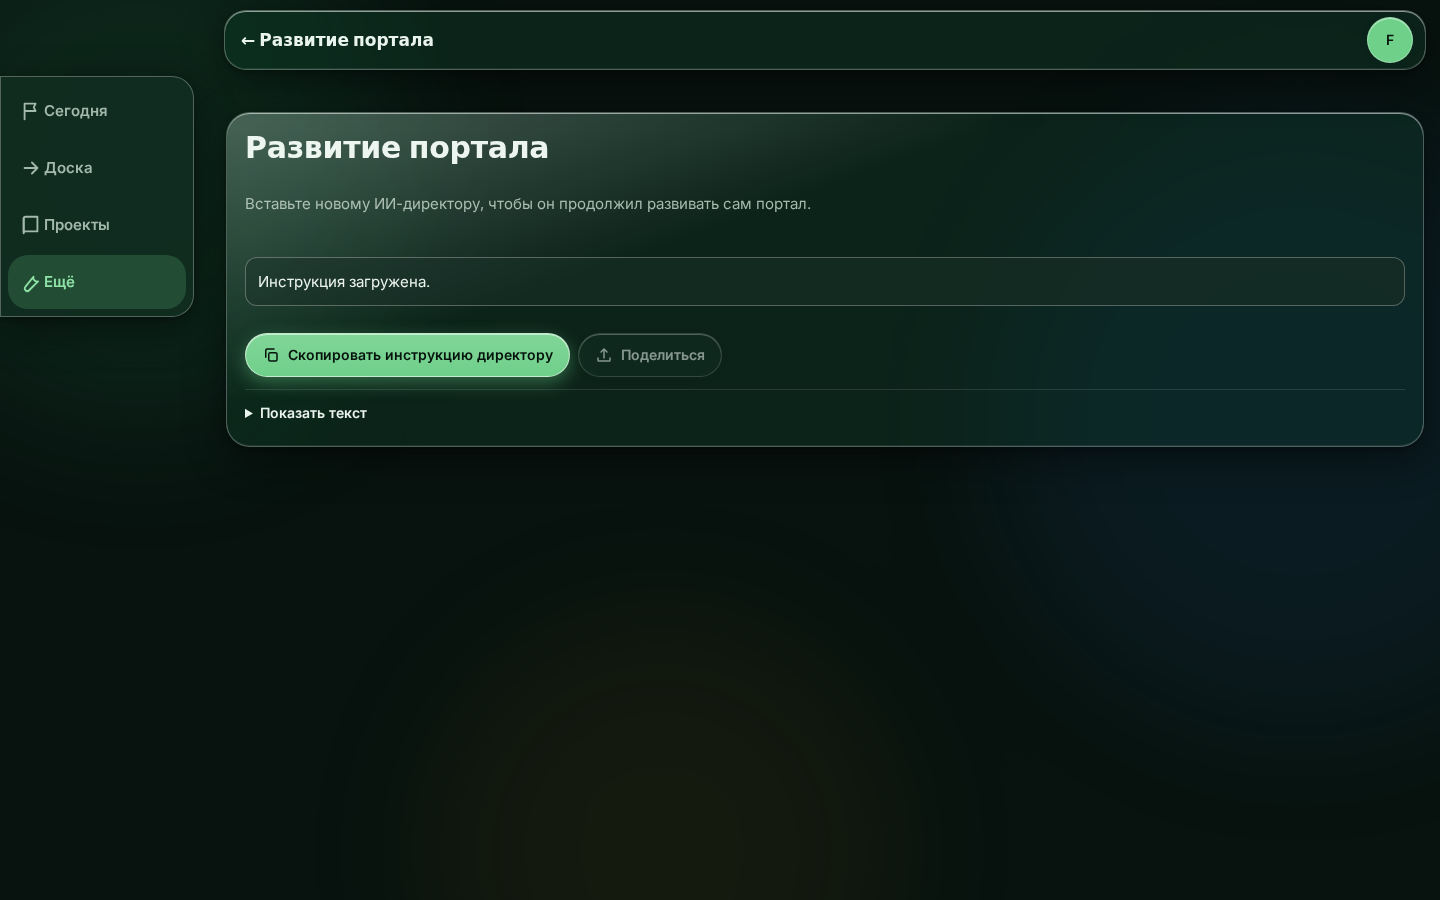 ← Развитие портала
F
Сегодня
Доска
Проекты
Ещё
Развитие портала
Вставьте новому ИИ-директору, чтобы он продолжил развивать сам портал.
Инструкция загружена.
Скопировать инструкцию директору
Поделиться
Показать текст